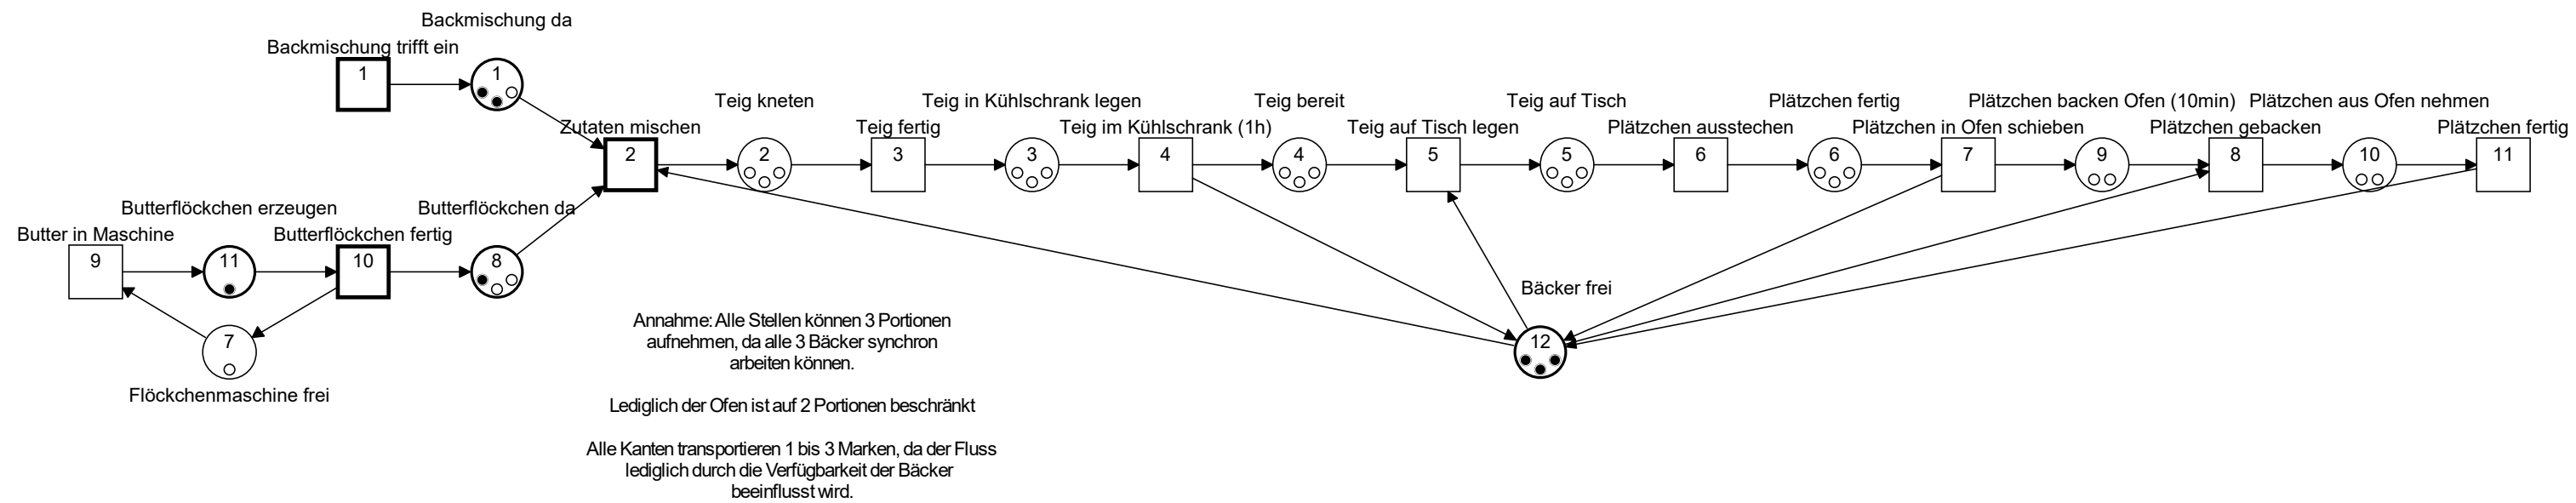 Backmischung da
Backmischung trifft ein
1
1
Teig kneten
Teig in Kühlschrank legen
Teig bereit
Teig auf Tisch
Plätzchen fertig
Plätzchen backen Ofen (10min)
Plätzchen aus Ofen nehmen
Zutaten mischen
Teig fertig
Teig im Kühlschrank (1h)
Teig auf Tisch legen
Plätzchen ausstechen
Plätzchen in Ofen schieben
Plätzchen gebacken
Plätzchen fertig
2
2
3
3
4
4
5
5
6
6
7
9
8
10
11
Butterflöckchen erzeugen
Butterflöckchen da
Butter in Maschine
Butterflöckchen fertig
9
11
10
8
Bäcker frei
7
12
Flöckchenmaschine frei
Annahme: Alle Stellen können 3 Portionen
aufnehmen, da alle 3 Bäcker synchron
arbeiten können.
Lediglich der Ofen ist auf 2 Portionen beschränkt
Alle Kanten transportieren 1 bis 3 Marken, da der Fluss
lediglich durch die Verfügbarkeit der Bäcker
beeinflusst wird.